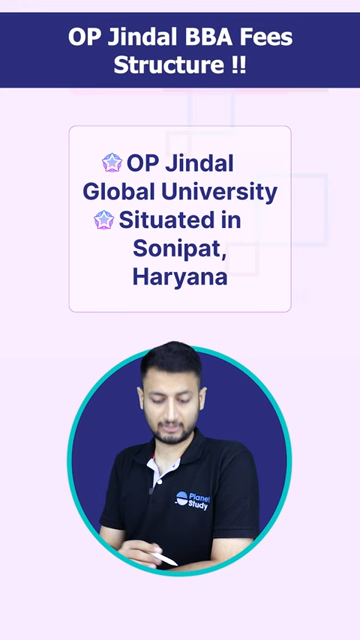 OP Jindal BBA Fees
Structure !!
OP Jindal
Global University
Situated in
Sonipat,
Haryana
Planet
Study